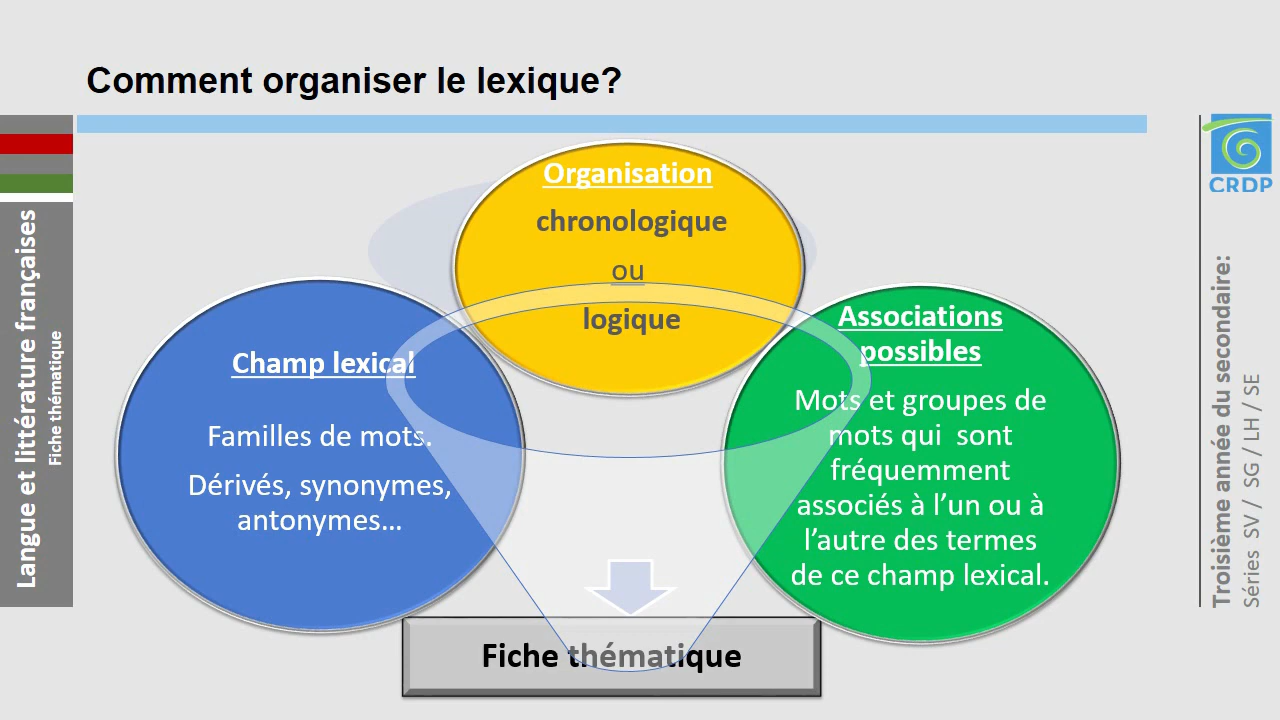 Comment organiser le lexique?
Langue et littérature françaises
Fiche thématique
Organisation
chronologique
ou
logique
Champ lexical
Familles de mots.
Dérivés, synonymes,
antonymes…
Associations
possibles
Mots et groupes de
mots qui sont
fréquemment
associés à l’un ou à
l’autre des termes
de ce champ lexical.
Fiche thématique
CRDP
Troisième année du secondaire:
Séries SV / SG / LH / SE